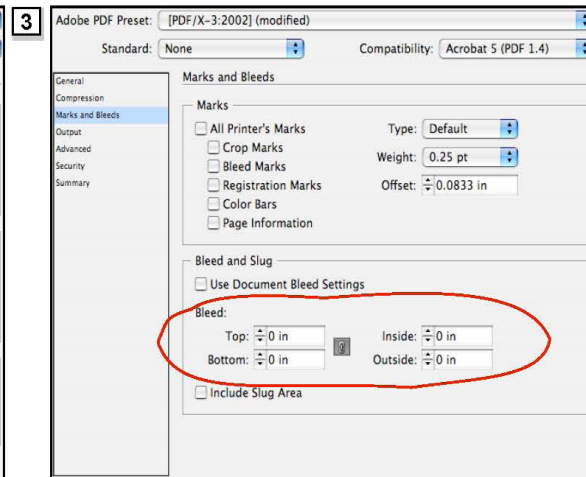 3
Adobe PDF Preset: [PDF/X-3:2002] (modified)
Standard: None Compatibility: Acrobat 5 (PDF 1.4)
General
Compression
Marks and Bleeds
Output
Advanced
Security
Summary
Marks and Bleeds
Marks
All Printer's Marks
Crop Marks
Bleed Marks
Registration Marks
Color Bars
Page Information
Type: Default
Weight: 0.25 pt
Offset: 0.0833 in
Bleed and Slug
Use Document Bleed Settings
Bleed:
Top: 0 in Inside: 0 in
Bottom: 0 in Outside: 0 in
Include Slug Area